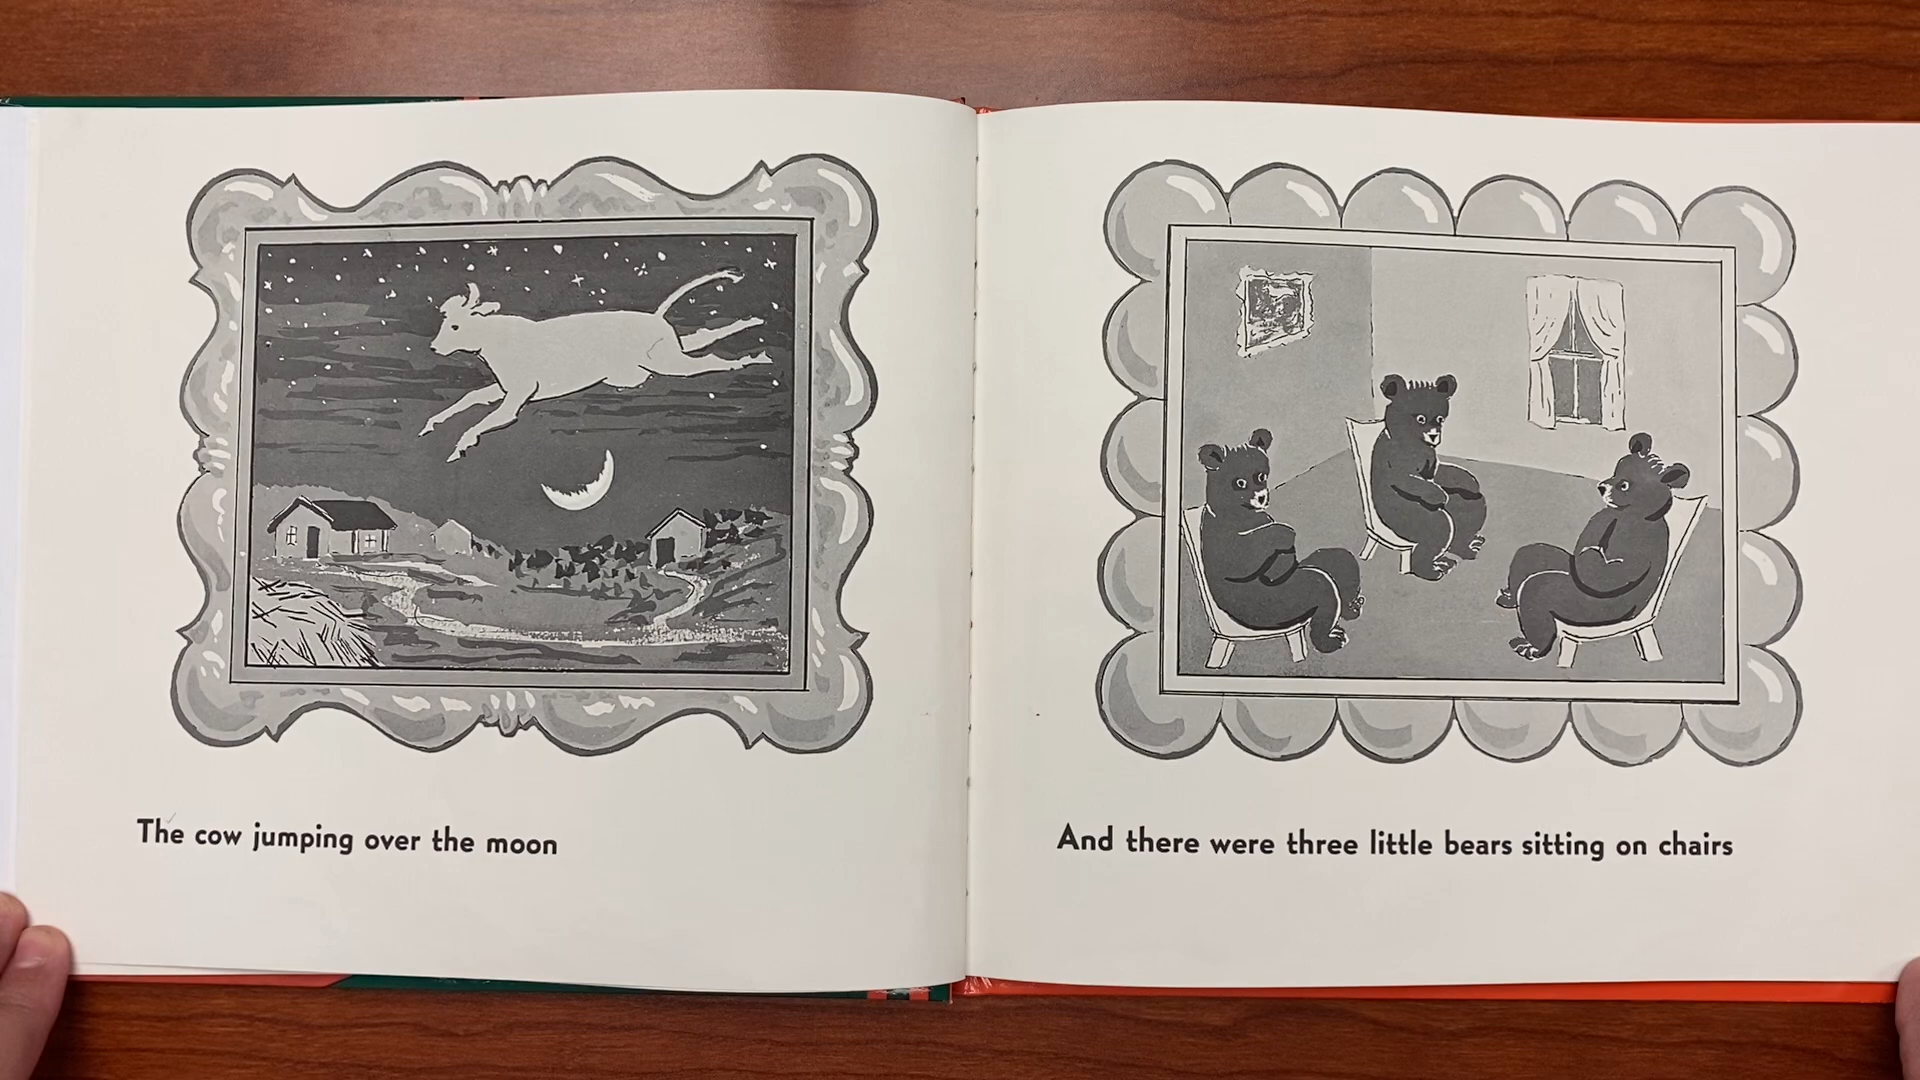 The cow jumping over the moon
And there were three little bears sitting on chairs